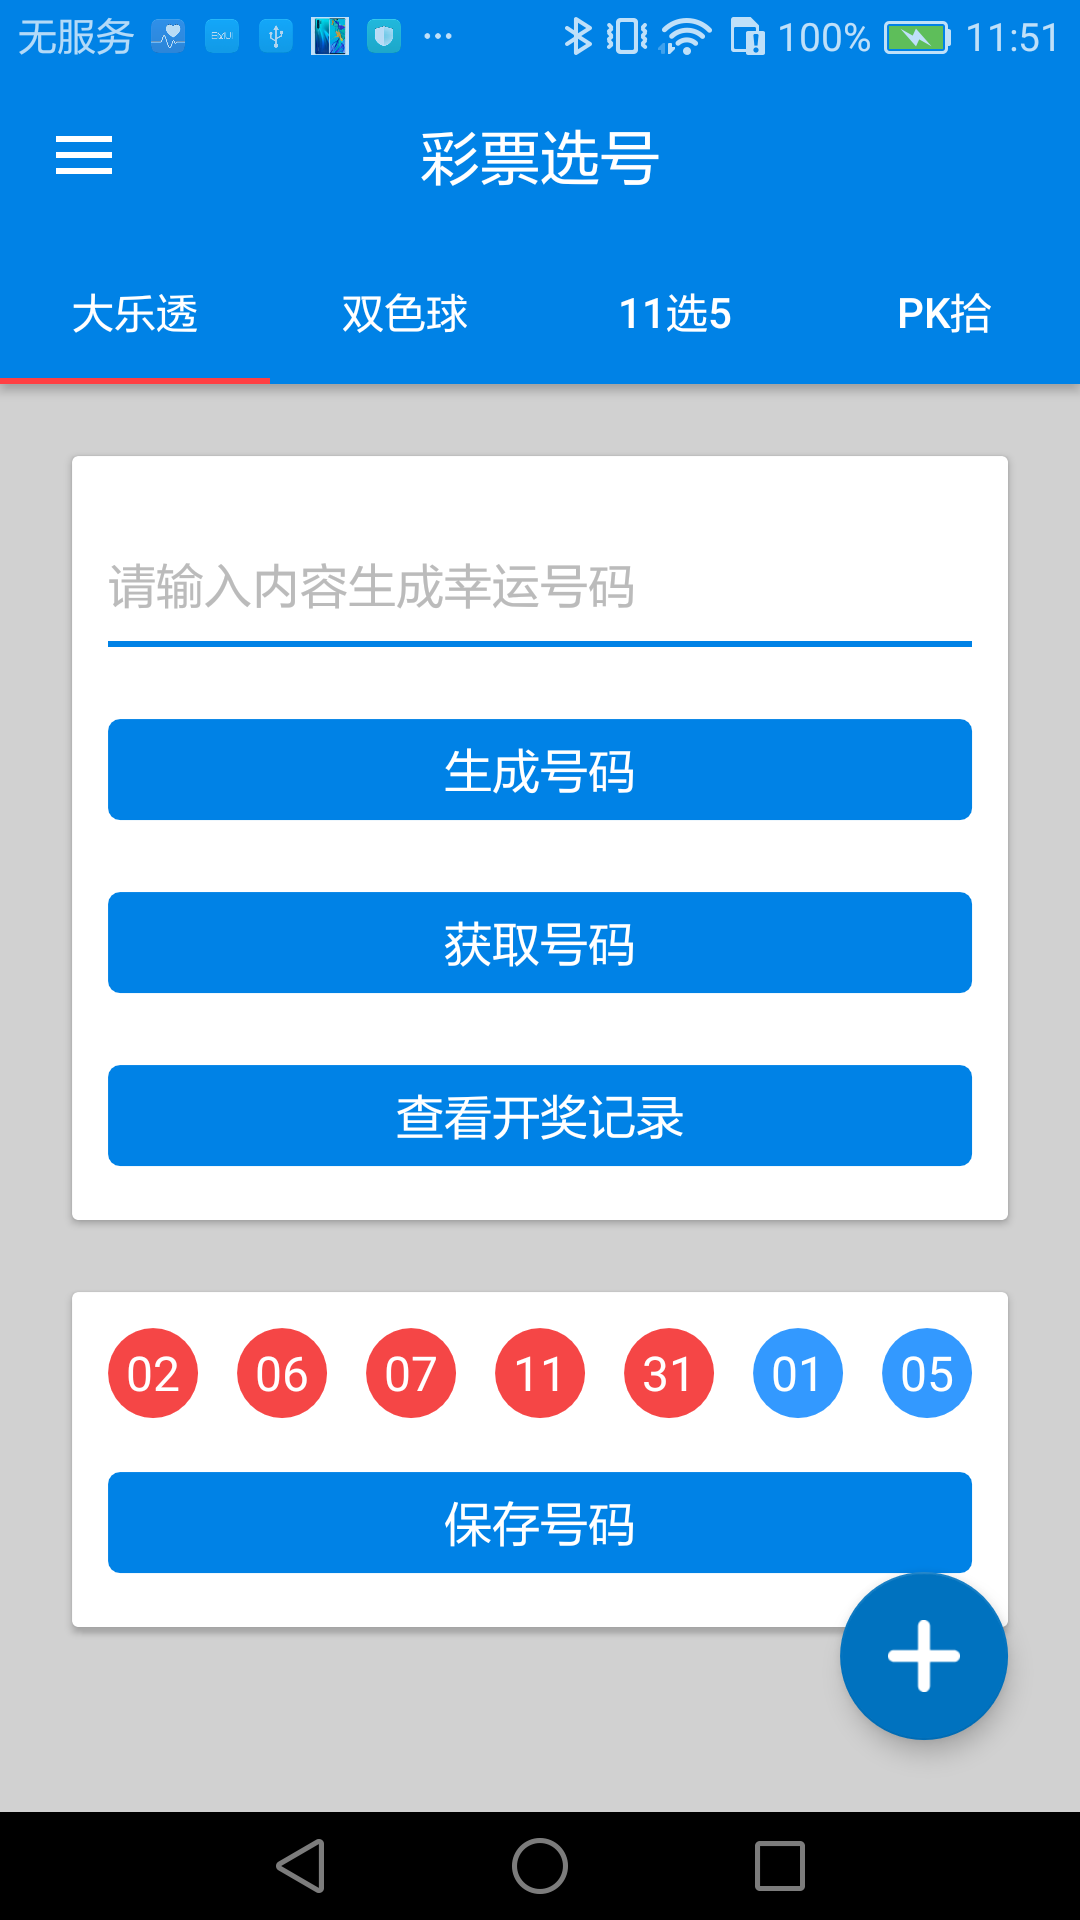 无服务 EMUI 100% 11:51
彩票选号
大乐透 双色球 11选5 PK拾
请输入内容生成幸运号码
生成号码
获取号码
查看开奖记录
02 06 07 11 31 01 05
保存号码